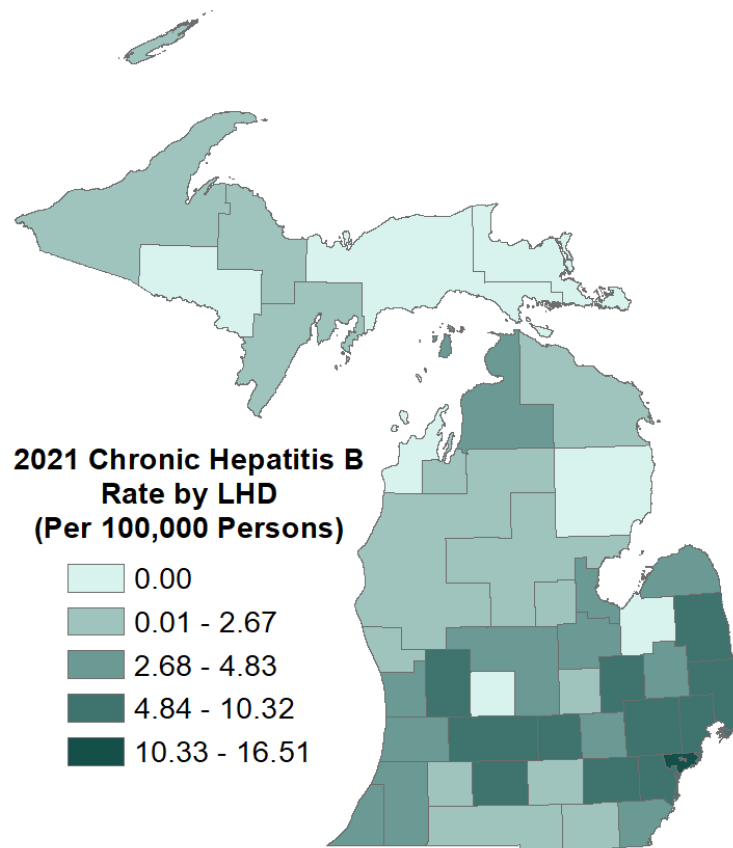 2021 Chronic Hepatitis B
Rate by LHD
(Per 100,000 Persons)
0.00
0.01 - 2.67
2.68 - 4.83
4.84 - 10.32
10.33 - 16.51